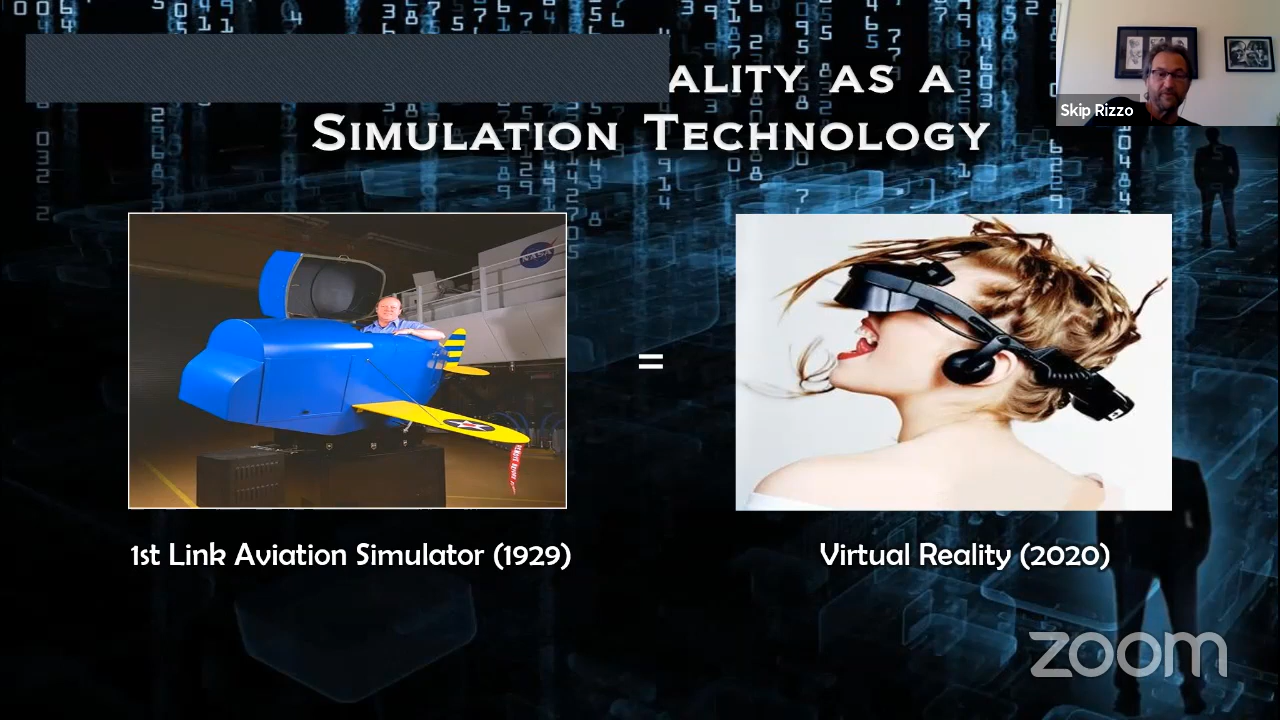 ALITY AS A
SIMULATION TECHNOLOGY
Skip Rizzo
NASA
=
1st Link Aviation Simulator (1929)
Virtual Reality (2020)
zoom